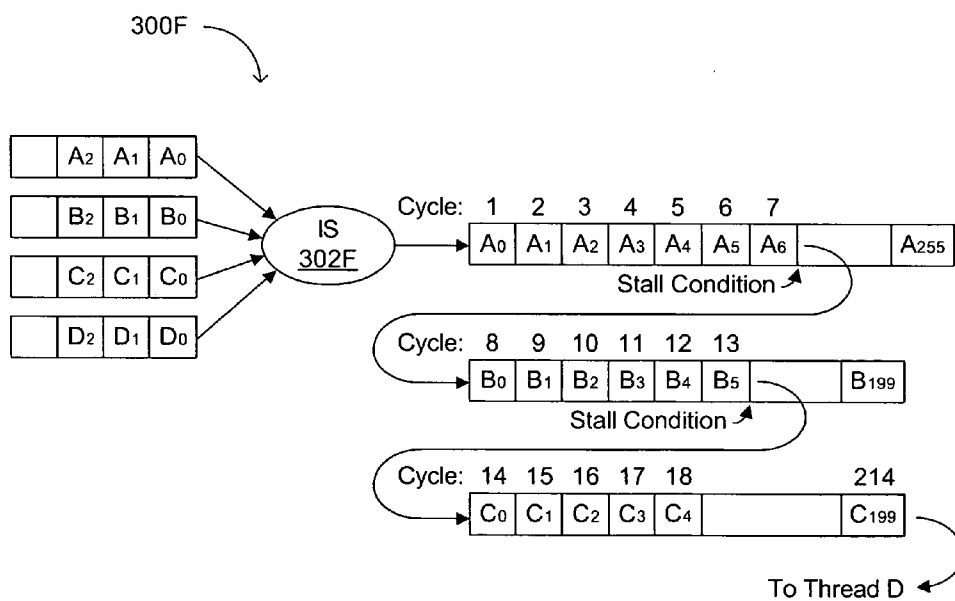 300F
A2 A1 A0
B2 B1 B0
C2 C1 C0
D2 D1 D0
IS
302F
Cycle: 1 2 3 4 5 6 7
A0 A1 A2 A3 A4 A5 A6 A255
Stall Condition
Cycle: 8 9 10 11 12 13
B0 B1 B2 B3 B4 B5 B199
Stall Condition
Cycle: 14 15 16 17 18 214
C0 C1 C2 C3 C4 C199
To Thread D